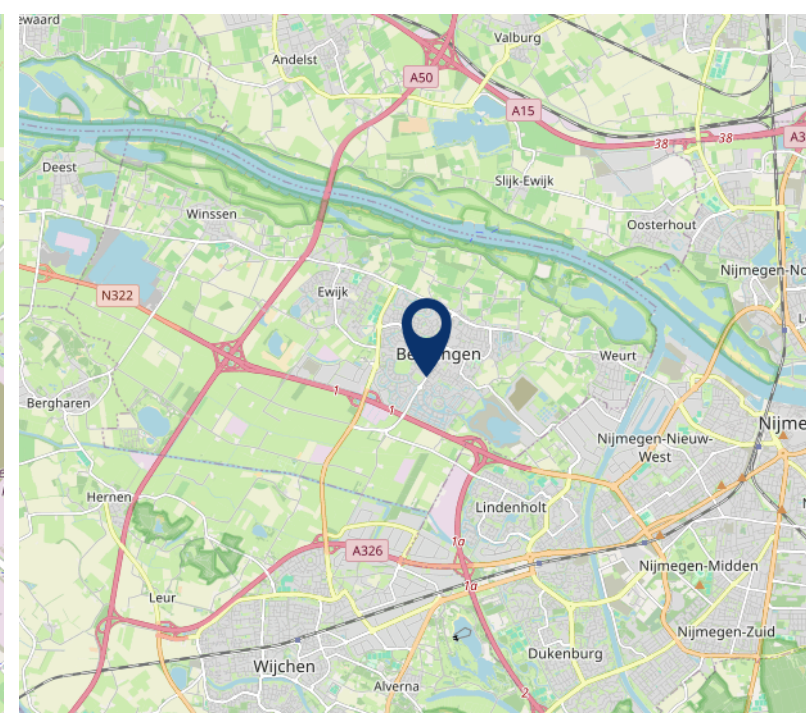 ewaard
Valburg
Andelst
A50
A15
38
38
A3
Deest
Slijk-Ewijk
Winssen
Oosterhout
Nijmegen-No
N322
Ewijk
Weurt
1
1
Bergharen
Nijme
Nijmegen-Nieuw-
West
Hernen
Lindenholt
1a
A326
Nijmegen-Midden
1a
Leur
Nijmegen-Zuid
Dukenburg
Wijchen
Alverna
2